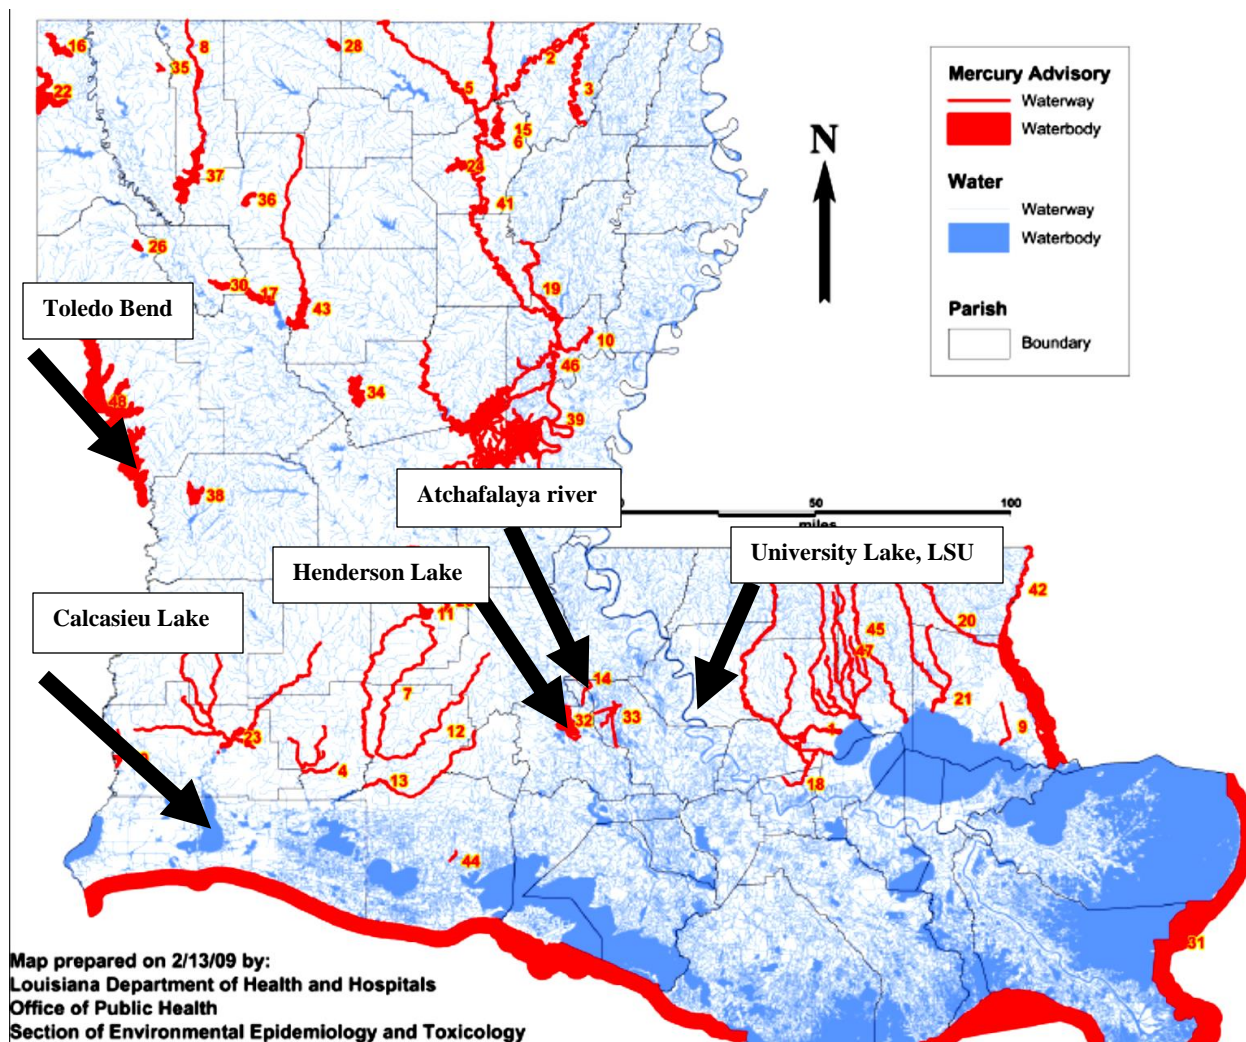 16
8
28
2
35
5
3
22
15
6
24
37
36
41
26
30
17
19
43
Toledo Bend
10
46
34
48
39
38
Mercury Advisory
Waterway
Waterbody
Water
Waterway
Waterbody
Parish
Boundary
N
50
100
miles
Atchafalaya river
University Lake, LSU
Henderson Lake
Calcasieu Lake
42
11
20
45
47
7
14
32
33
21
12
9
23
1
4
13
18
44
31
Map prepared on 2/13/09 by:
Louisiana Department of Health and Hospitals
Office of Public Health
Section of Environmental Epidemiology and Toxicology